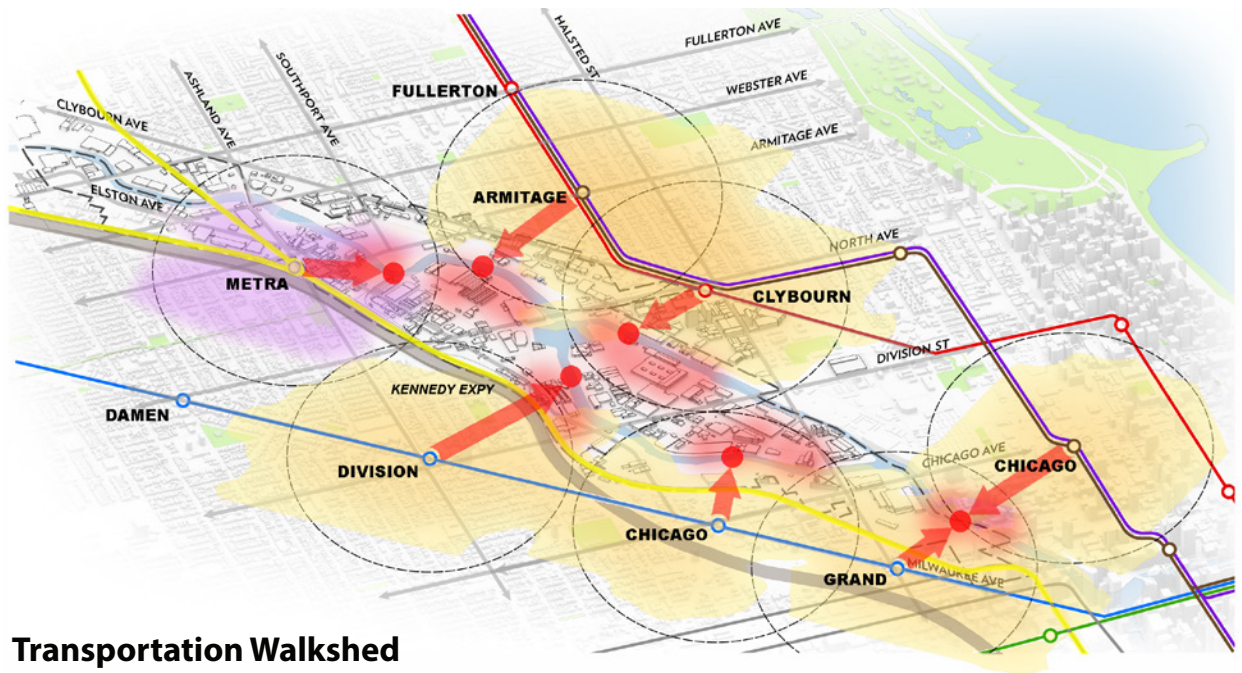 HALSTED ST
FULLERTON AVE
SOUTHPORT AVE
ASHLAND AVE
FULLERTON
WEBSTER AVE
CLYBOURN AVE
ARMITAGE AVE
ELSTON AVE
ARMITAGE
NORTH AVE
METRA
CLYBOURN
DIVISION ST
KENNEDY EXPY
DAMEN
CHICAGO AVE
DIVISION
CHICAGO
CHICAGO
GRAND
MILWAUKEE AVE
Transportation Walkshed